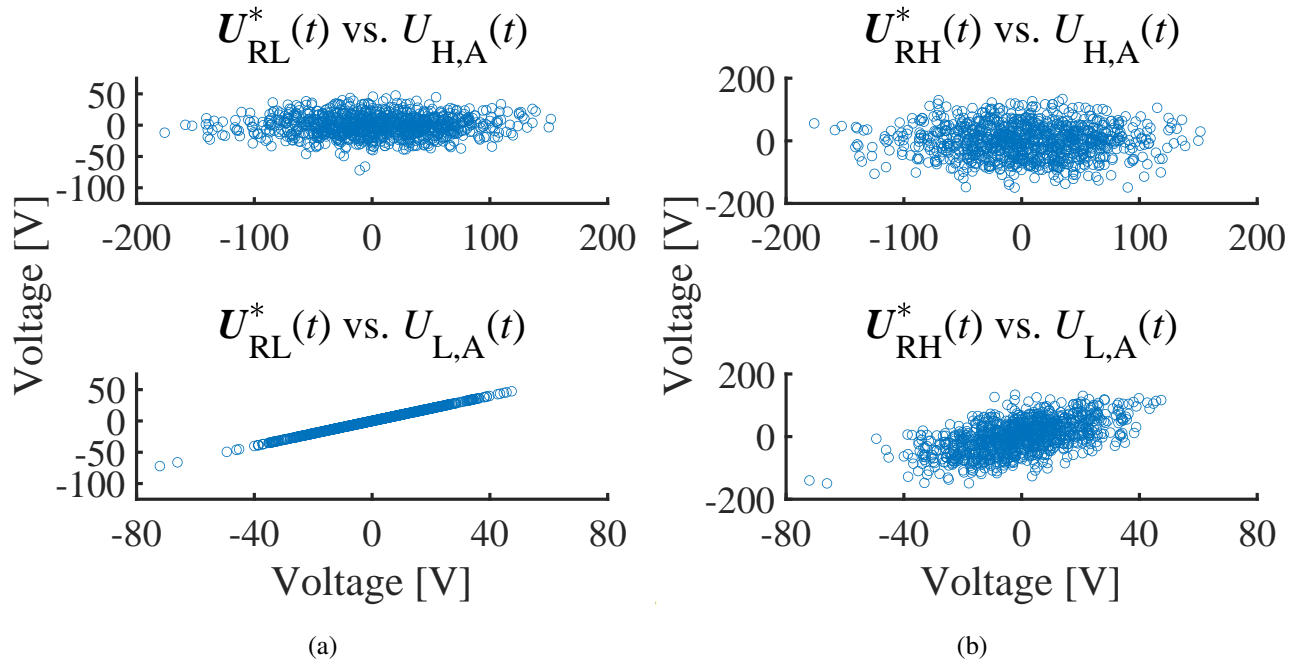 U*RL(t) vs. UH,A(t)
50
0
-50
-100
-200 -100 0 100 200
U*RL(t) vs. UL,A(t)
50
0
-50
-100
-80 -40 0 40 80
Voltage [V]
Voltage [V]
(a)
U*RH(t) vs. UH,A(t)
200
0
-200
-200 -100 0 100 200
U*RH(t) vs. UL,A(t)
200
0
-200
-80 -40 0 40 80
Voltage [V]
Voltage [V]
(b)